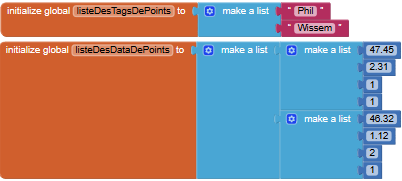 initialize global listeDesTagsDePoints to make a list " Phil "
" Wissem "
initialize global listeDesDataDePoints to make a list make a list 47.45
2.31
1
1
make a list 46.32
1.12
2
1